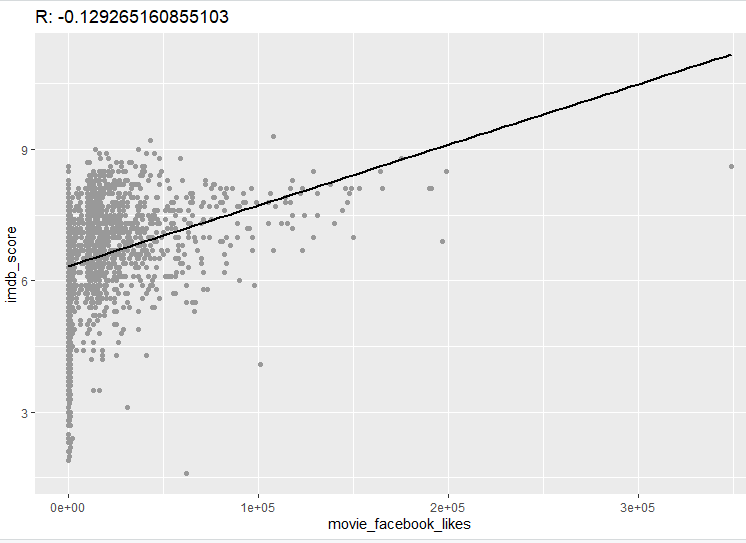 R: -0.129265160855103
9
6
3
imdb_score
0e+00 1e+05 2e+05 3e+05
movie_facebook_likes